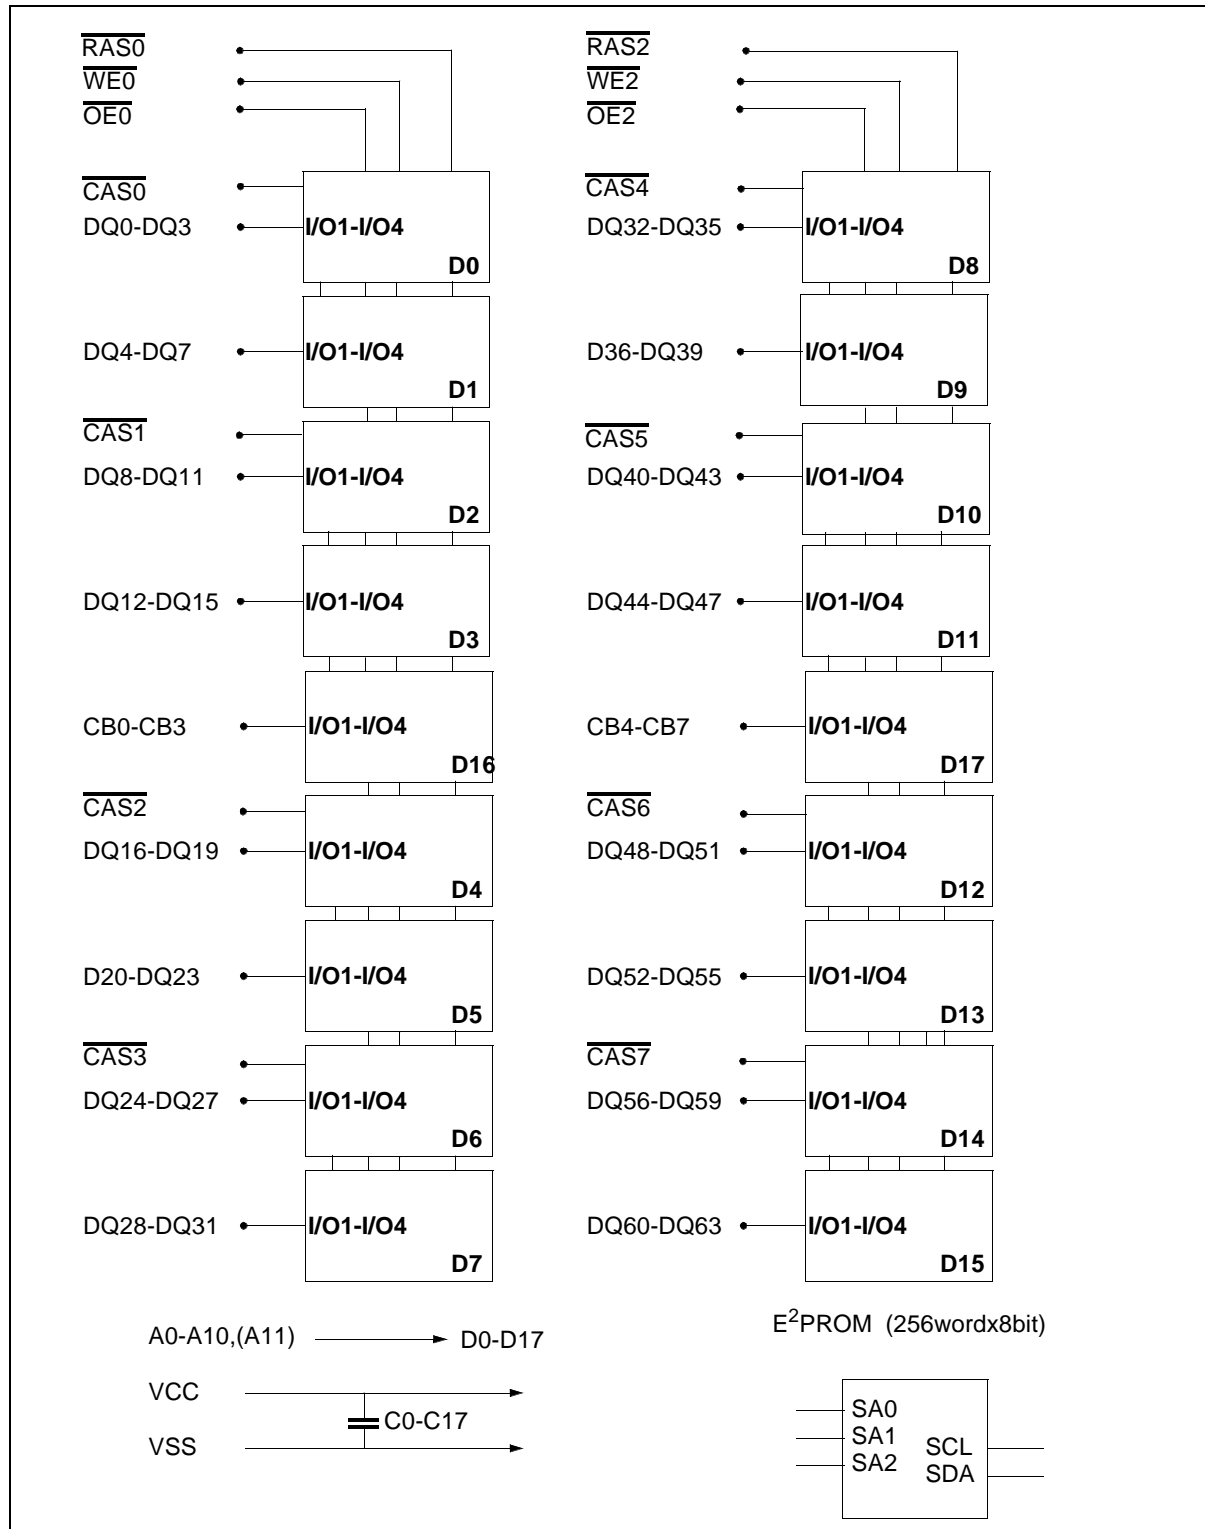 RAS0
WE0
OE0
CAS0
DQ0-DQ3
I/O1-I/O4
D0
DQ4-DQ7
I/O1-I/O4
D1
CAS1
DQ8-DQ11
I/O1-I/O4
D2
DQ12-DQ15
I/O1-I/O4
D3
CB0-CB3
I/O1-I/O4
D16
CAS2
DQ16-DQ19
I/O1-I/O4
D4
D20-DQ23
I/O1-I/O4
D5
CAS3
DQ24-DQ27
I/O1-I/O4
D6
DQ28-DQ31
I/O1-I/O4
D7
RAS2
WE2
OE2
CAS4
DQ32-DQ35
I/O1-I/O4
D8
D36-DQ39
I/O1-I/O4
D9
CAS5
DQ40-DQ43
I/O1-I/O4
D10
DQ44-DQ47
I/O1-I/O4
D11
CB4-CB7
I/O1-I/O4
D17
CAS6
DQ48-DQ51
I/O1-I/O4
D12
DQ52-DQ55
I/O1-I/O4
D13
CAS7
DQ56-DQ59
I/O1-I/O4
D14
DQ60-DQ63
I/O1-I/O4
D15
A0-A10,(A11) D0-D17
VCC
C0-C17
VSS
E²PROM (256wordx8bit)
SA0
SA1
SA2
SCL
SDA